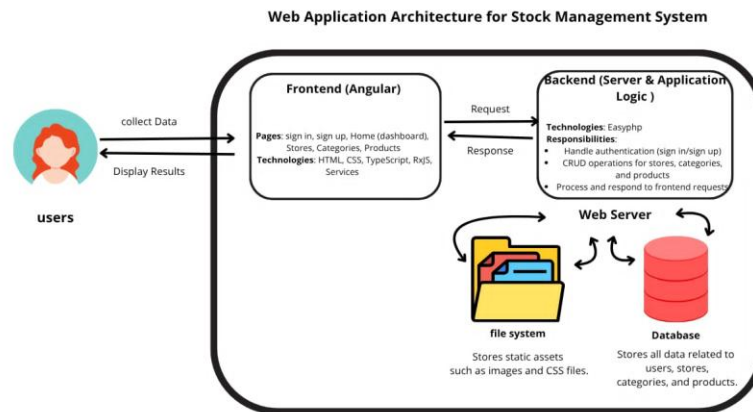 Web Application Architecture for Stock Management System
collect Data
Display Results
users
Frontend (Angular)
Pages: sign in, sign up, Home (dashboard),
Stores, Categories, Products
Technologies: HTML, CSS, TypeScript, RxJS,
Services
Request
Response
Backend (Server & Application
Logic )
Technologies: Easyphp
Responsibilities:
• Handle authentication (sign in/sign up)
• CRUD operations for stores, categories,
and products
• Process and respond to frontend requests
Web Server
file system
Stores static assets
such as images and CSS files.
Database
Stores all data related to
users, stores,
categories, and products.